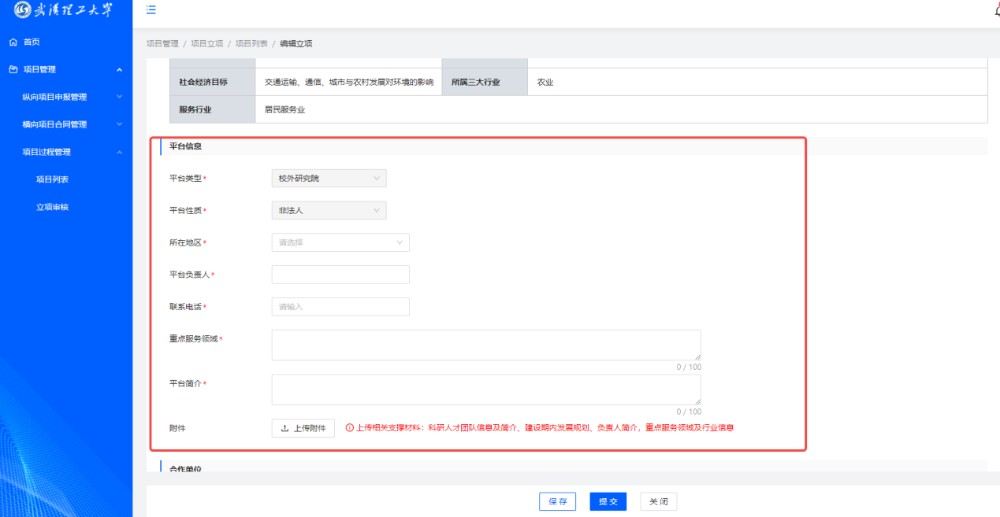 武汉理工大学
首页
项目管理
纵向项目申报管理
横向项目合同管理
项目过程管理
项目列表
立项审核
项目管理 / 项目立项 / 项目列表 / 编辑立项
社会经济目标 交通运输、通信、城市与农村发展对环境的影响 所属三大行业 农业
服务行业 居民服务业
平台信息
平台类型* 校外研究院
平台性质* 非法人
所在地区* 请选择
平台负责人*
联系电话* 请输入
重点服务领域*
0 / 100
平台简介*
0 / 100
附件 上传附件 上传相关支撑材料：科研人才团队信息及简介、建设期内发展规划、负责人简介，重点服务领域及行业信息
合作单位
保存 提交 关闭